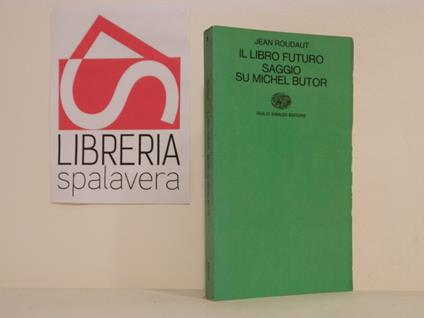 LIBRERIA
spalavera
JEAN ROUDAUT
IL LIBRO FUTURO
SAGGIO
SU MICHEL BUTOR
GIULIO EINAUDI EDITORE